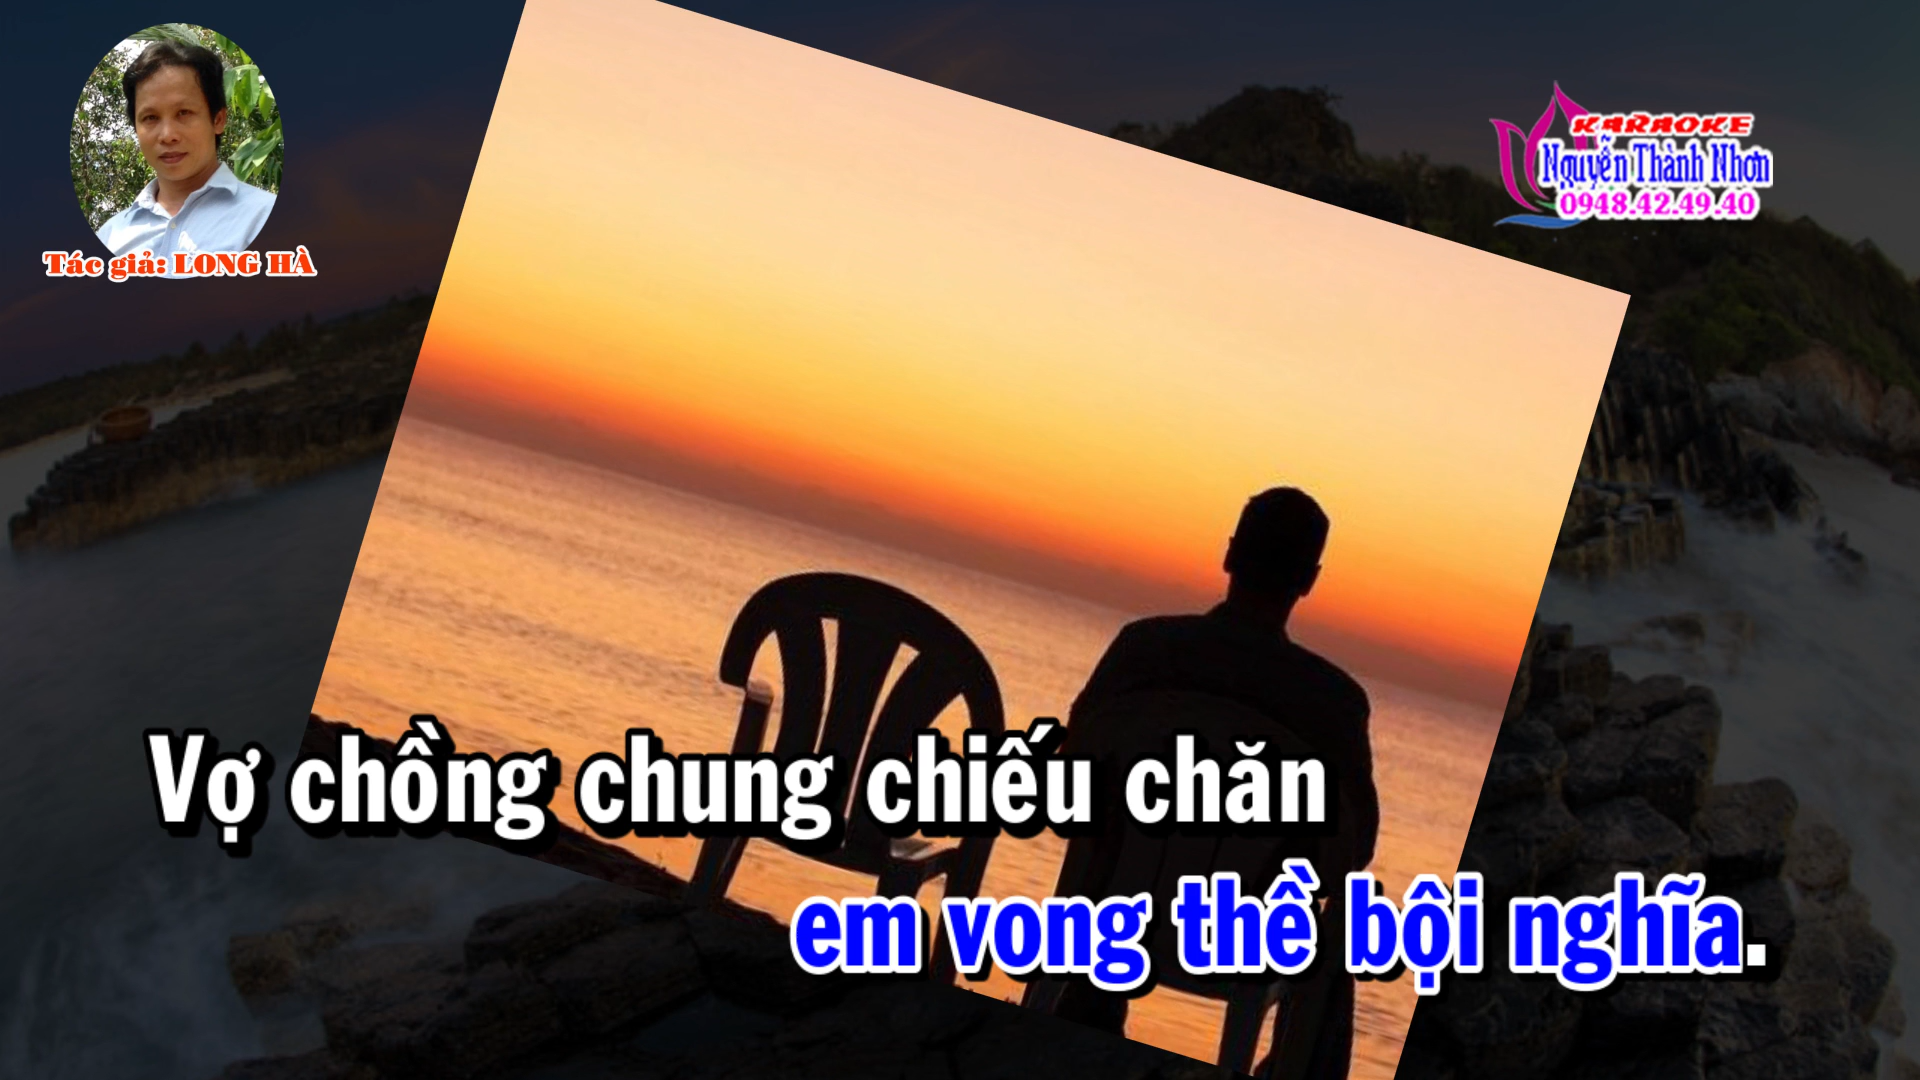 Tác giả: LONG HÀ
KARAOKE
Nguyễn Thành Nhơn
0948.42.49.40
Vợ chồng chung chiếu chăn
em vong thề bội nghĩa.